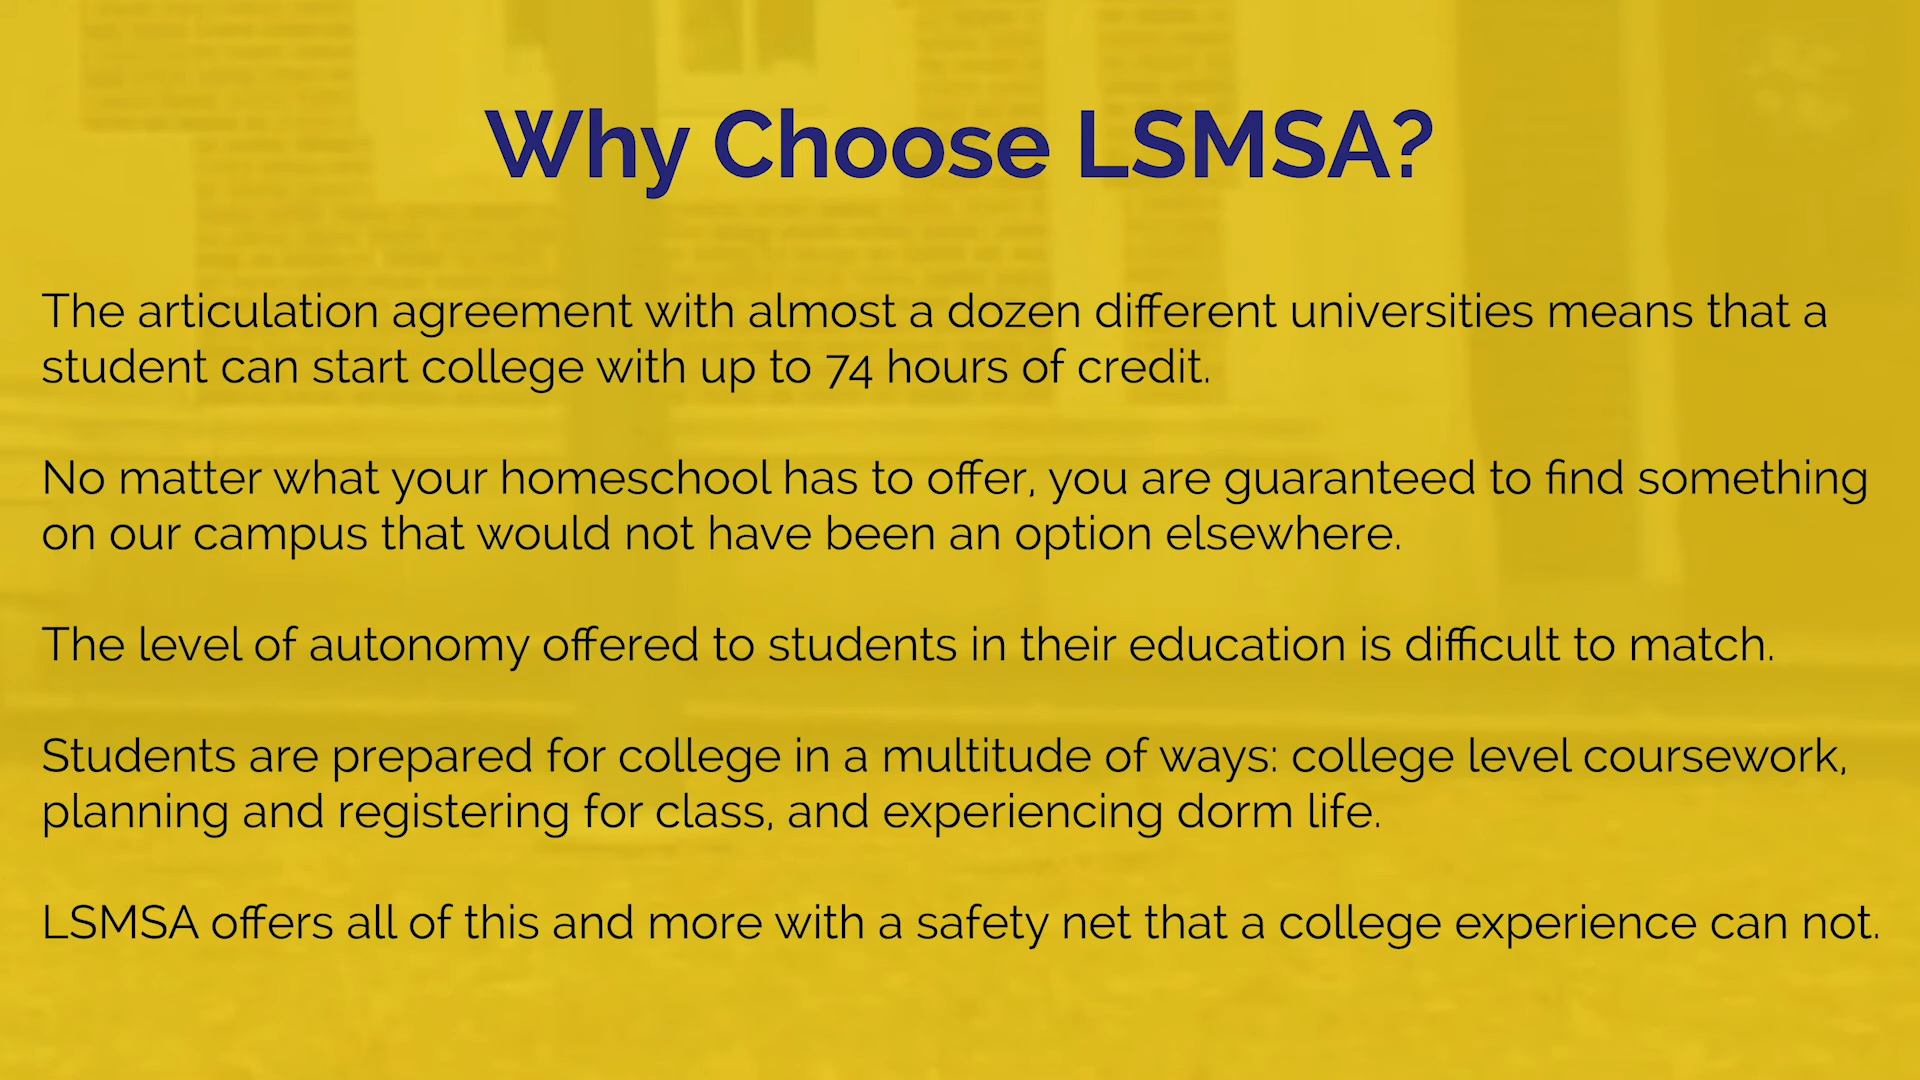 Why Choose LSMSA?
The articulation agreement with almost a dozen different universities means that a
student can start college with up to 74 hours of credit.
No matter what your homeschool has to offer, you are guaranteed to find something
on our campus that would not have been an option elsewhere.
The level of autonomy offered to students in their education is difficult to match.
Students are prepared for college in a multitude of ways: college level coursework,
planning and registering for class, and experiencing dorm life.
LSMSA offers all of this and more with a safety net that a college experience can not.